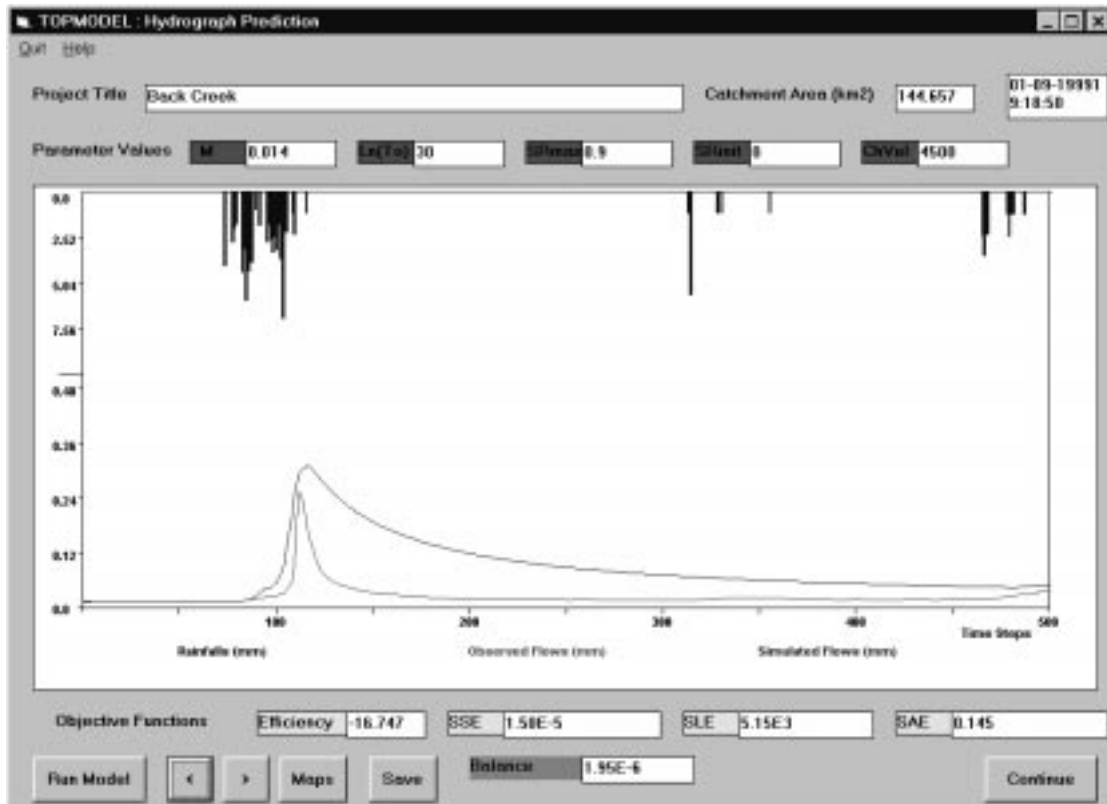 TOPMODEL : Hydrograph Prediction
Quit Help
Project Title Back Creek Catchment Area (km2) 144.657 01-09-19991
9:18:50
Parameter Values M 0.014 Ln(To) 30 SRmax 0.9 SRinit 0 ChVel 4500
0.0
2.52
5.04
7.56
0.48
0.36
0.24
0.12
0.0
100 200 300 400 500
Time Steps
Rainfalls (mm) Observed Flows (mm) Simulated Flows (mm)
Objective Functions Efficiency -16.747 SSE 1.50E-5 SLE 5.15E3 SAE 0.145
Run Model < > Maps Save Balance 1.95E-6 Continue